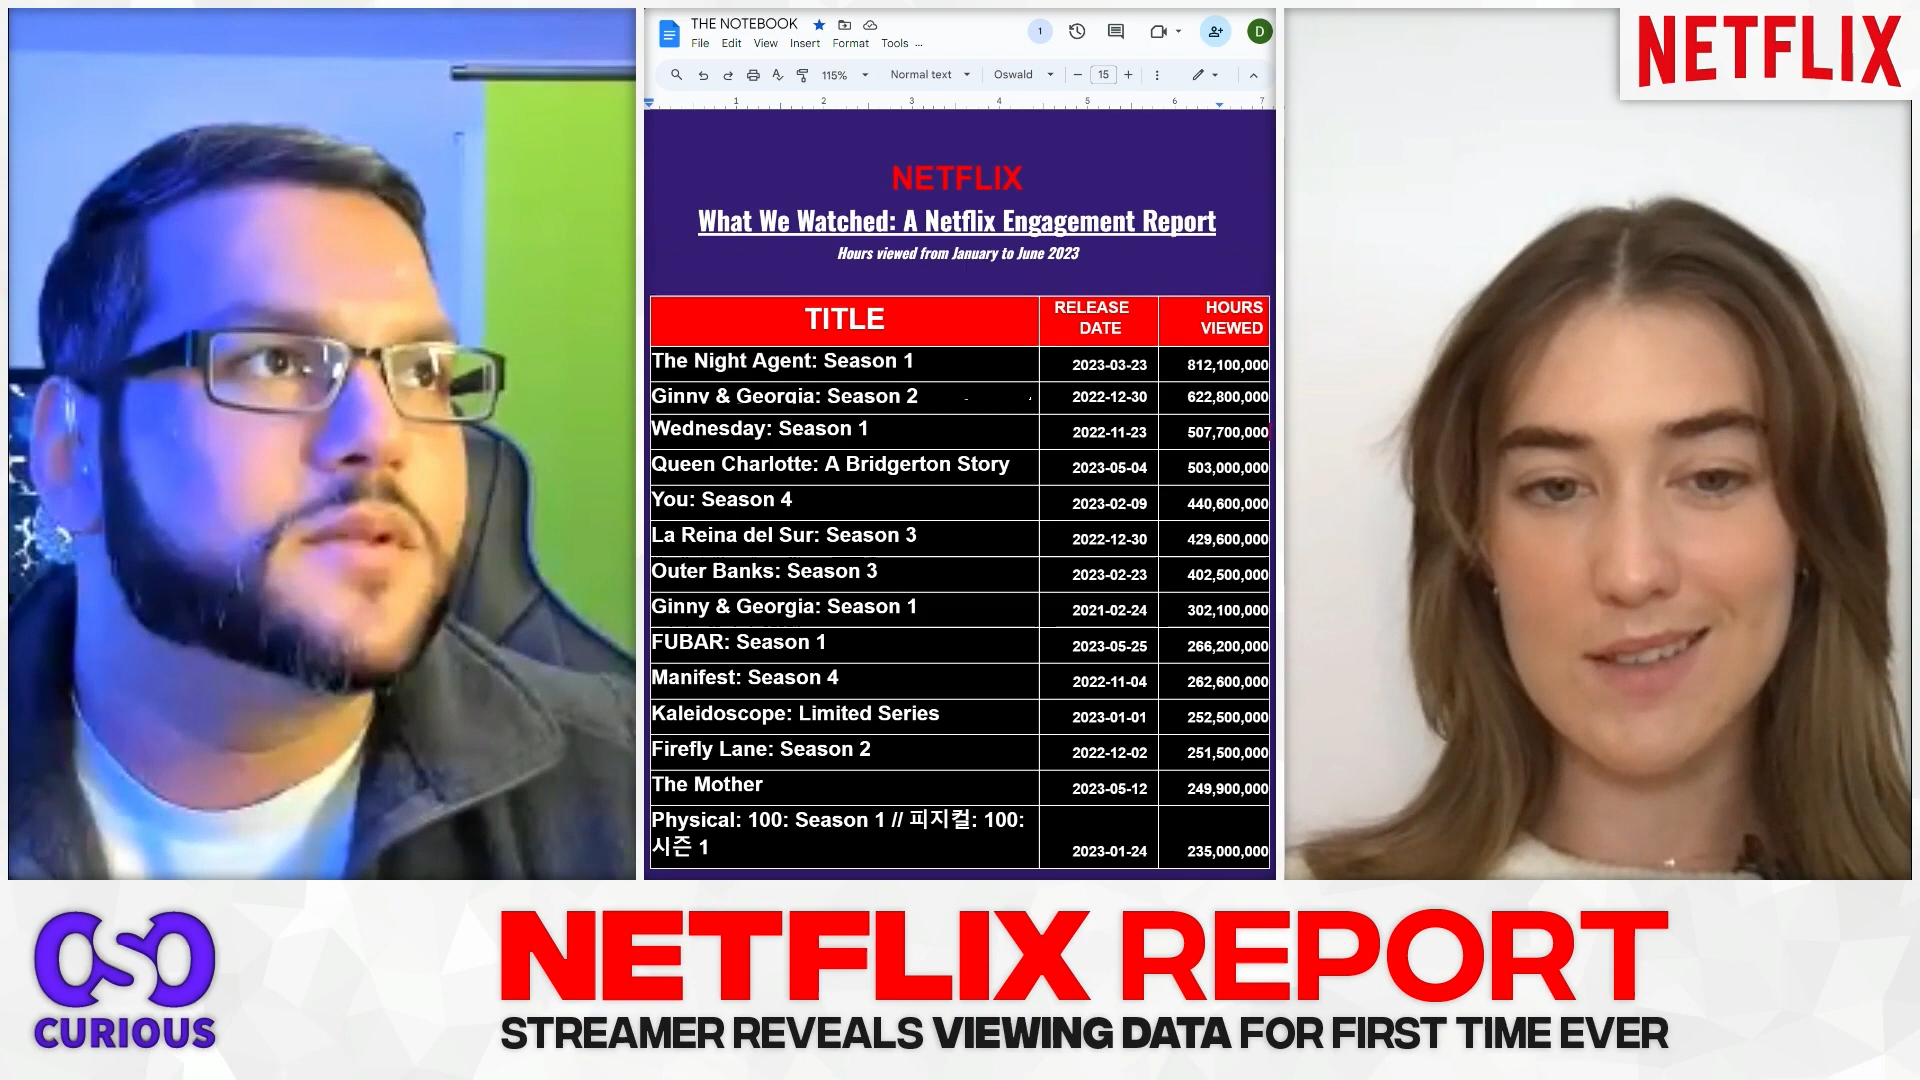 THE NOTEBOOK
File Edit View Insert Format Tools ...
1
D
115% Normal text Oswald − 15 +
1 2 3 4 5 6 7
NETFLIX
NETFLIX
What We Watched: A Netflix Engagement Report
Hours viewed from January to June 2023
TITLE RELEASE DATE HOURS VIEWED
The Night Agent: Season 1 2023-03-23 812,100,000
Ginny & Georgia: Season 2 2022-12-30 622,800,000
Wednesday: Season 1 2022-11-23 507,700,000
Queen Charlotte: A Bridgerton Story 2023-05-04 503,000,000
You: Season 4 2023-02-09 440,600,000
La Reina del Sur: Season 3 2022-12-30 429,600,000
Outer Banks: Season 3 2023-02-23 402,500,000
Ginny & Georgia: Season 1 2021-02-24 302,100,000
FUBAR: Season 1 2023-05-25 266,200,000
Manifest: Season 4 2022-11-04 262,600,000
Kaleidoscope: Limited Series 2023-01-01 252,500,000
Firefly Lane: Season 2 2022-12-02 251,500,000
The Mother 2023-05-12 249,900,000
Physical: 100: Season 1 // 피지컬: 100:
시즌 1 2023-01-24 235,000,000
CURIOUS
NETFLIX REPORT
STREAMER REVEALS VIEWING DATA FOR FIRST TIME EVER